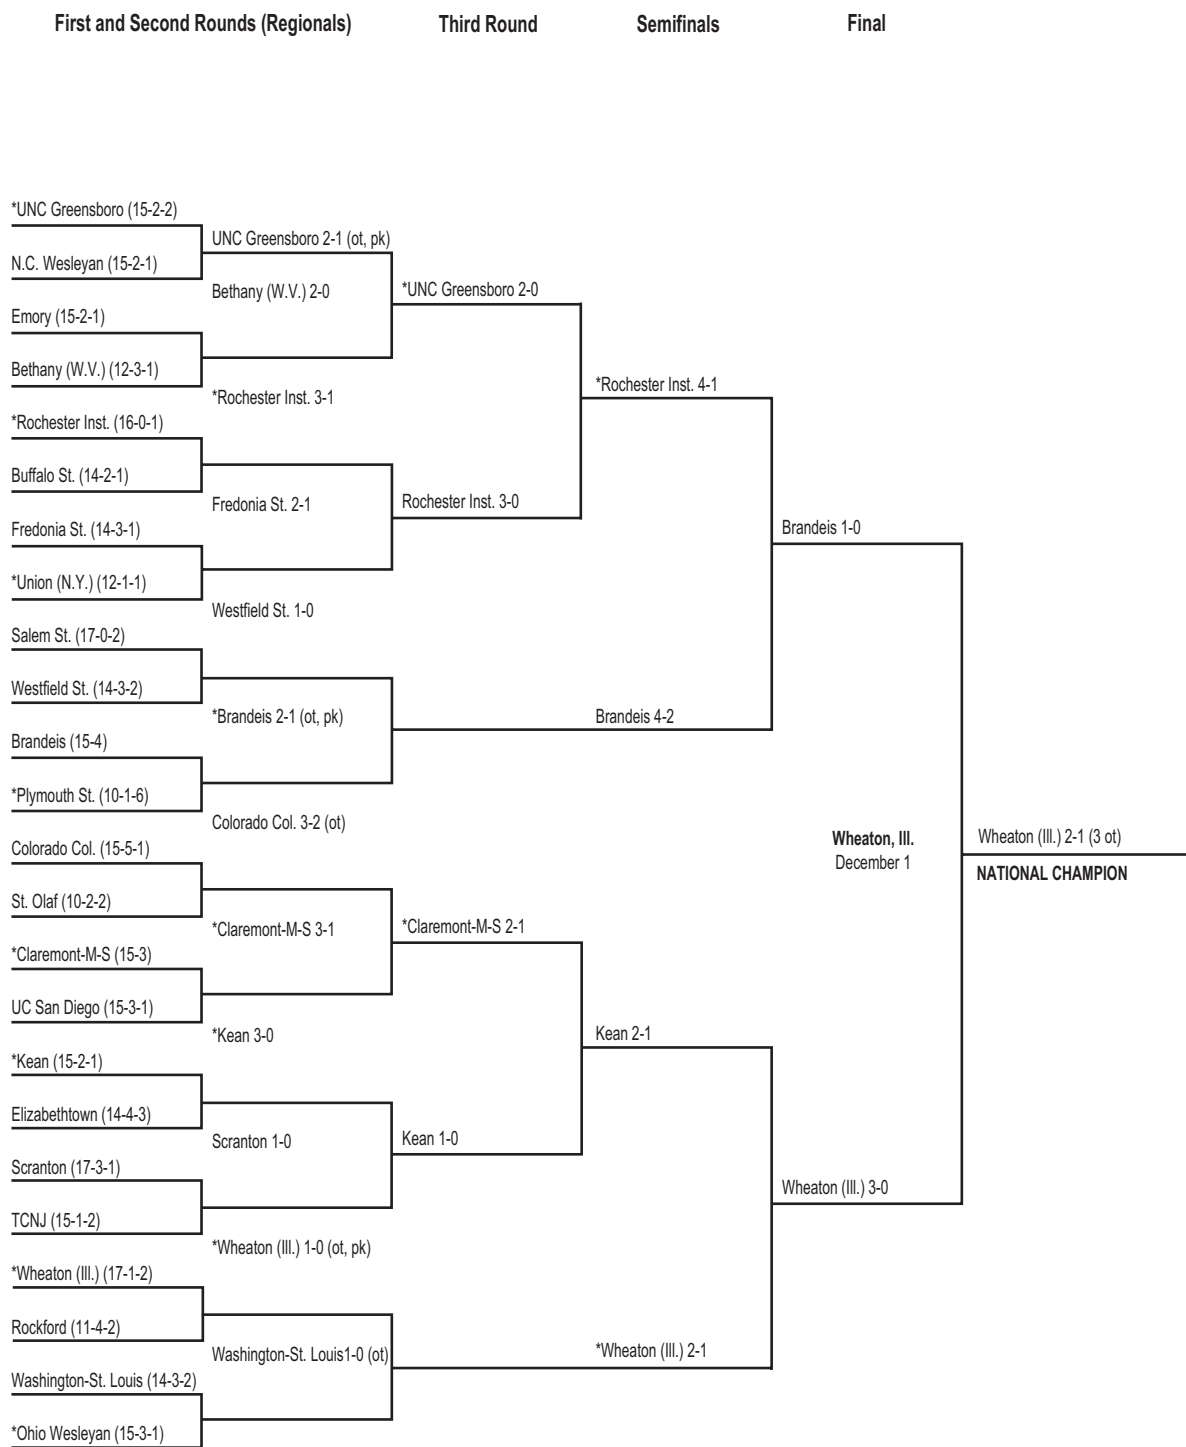 First and Second Rounds (Regionals)
Third Round
Semifinals
Final
*UNC Greensboro (15-2-2)
N.C. Wesleyan (15-2-1)
Emory (15-2-1)
Bethany (W.V.) (12-3-1)
*Rochester Inst. (16-0-1)
Buffalo St. (14-2-1)
Fredonia St. (14-3-1)
*Union (N.Y.) (12-1-1)
Salem St. (17-0-2)
Westfield St. (14-3-2)
Brandeis (15-4)
*Plymouth St. (10-1-6)
Colorado Col. (15-5-1)
St. Olaf (10-2-2)
*Claremont-M-S (15-3)
UC San Diego (15-3-1)
*Kean (15-2-1)
Elizabethtown (14-4-3)
Scranton (17-3-1)
TCNJ (15-1-2)
*Wheaton (Ill.) (17-1-2)
Rockford (11-4-2)
Washington-St. Louis (14-3-2)
*Ohio Wesleyan (15-3-1)
UNC Greensboro 2-1 (ot, pk)
Bethany (W.V.) 2-0
*Rochester Inst. 3-1
Fredonia St. 2-1
Westfield St. 1-0
*Brandeis 2-1 (ot, pk)
Colorado Col. 3-2 (ot)
*Claremont-M-S 3-1
*Kean 3-0
Scranton 1-0
*Wheaton (Ill.) 1-0 (ot, pk)
Washington-St. Louis1-0 (ot)
*UNC Greensboro 2-0
Rochester Inst. 3-0
*Claremont-M-S 2-1
Kean 1-0
*Rochester Inst. 4-1
Brandeis 4-2
Kean 2-1
*Wheaton (Ill.) 2-1
Brandeis 1-0
Wheaton (Ill.) 3-0
Wheaton, Ill.
December 1
Wheaton (Ill.) 2-1 (3 ot)
NATIONAL CHAMPION